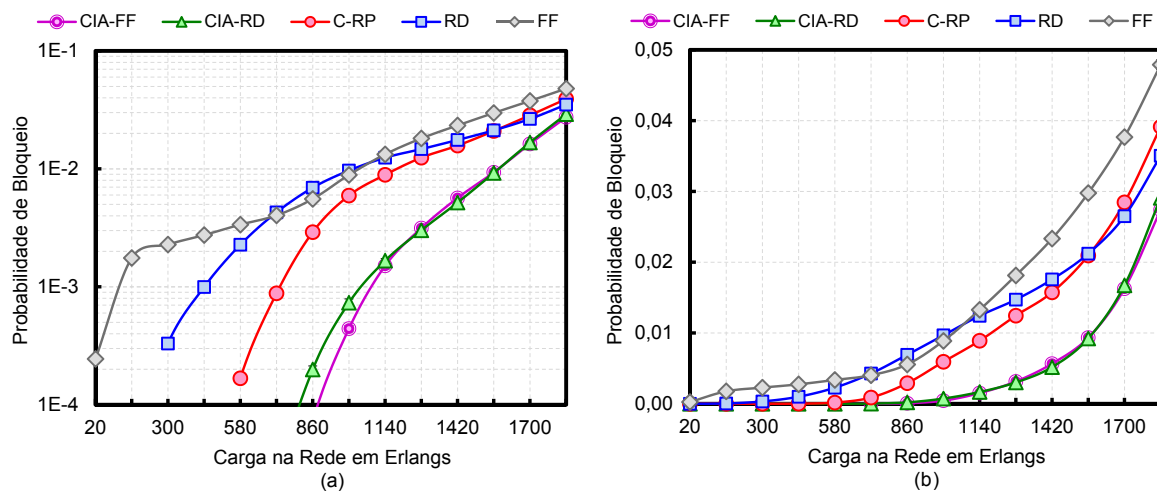 CIA-FF CIA-RD C-RP RD FF
1E-1
1E-2
1E-3
1E-4
Probabilidade de Bloqueio
20 300 580 860 1140 1420 1700
Carga na Rede em Erlangs
(a)
CIA-FF CIA-RD C-RP RD FF
0,05
0,04
0,03
0,02
0,01
0,00
Probabilidade de Bloqueio
20 300 580 860 1140 1420 1700
Carga na Rede em Erlangs
(b)